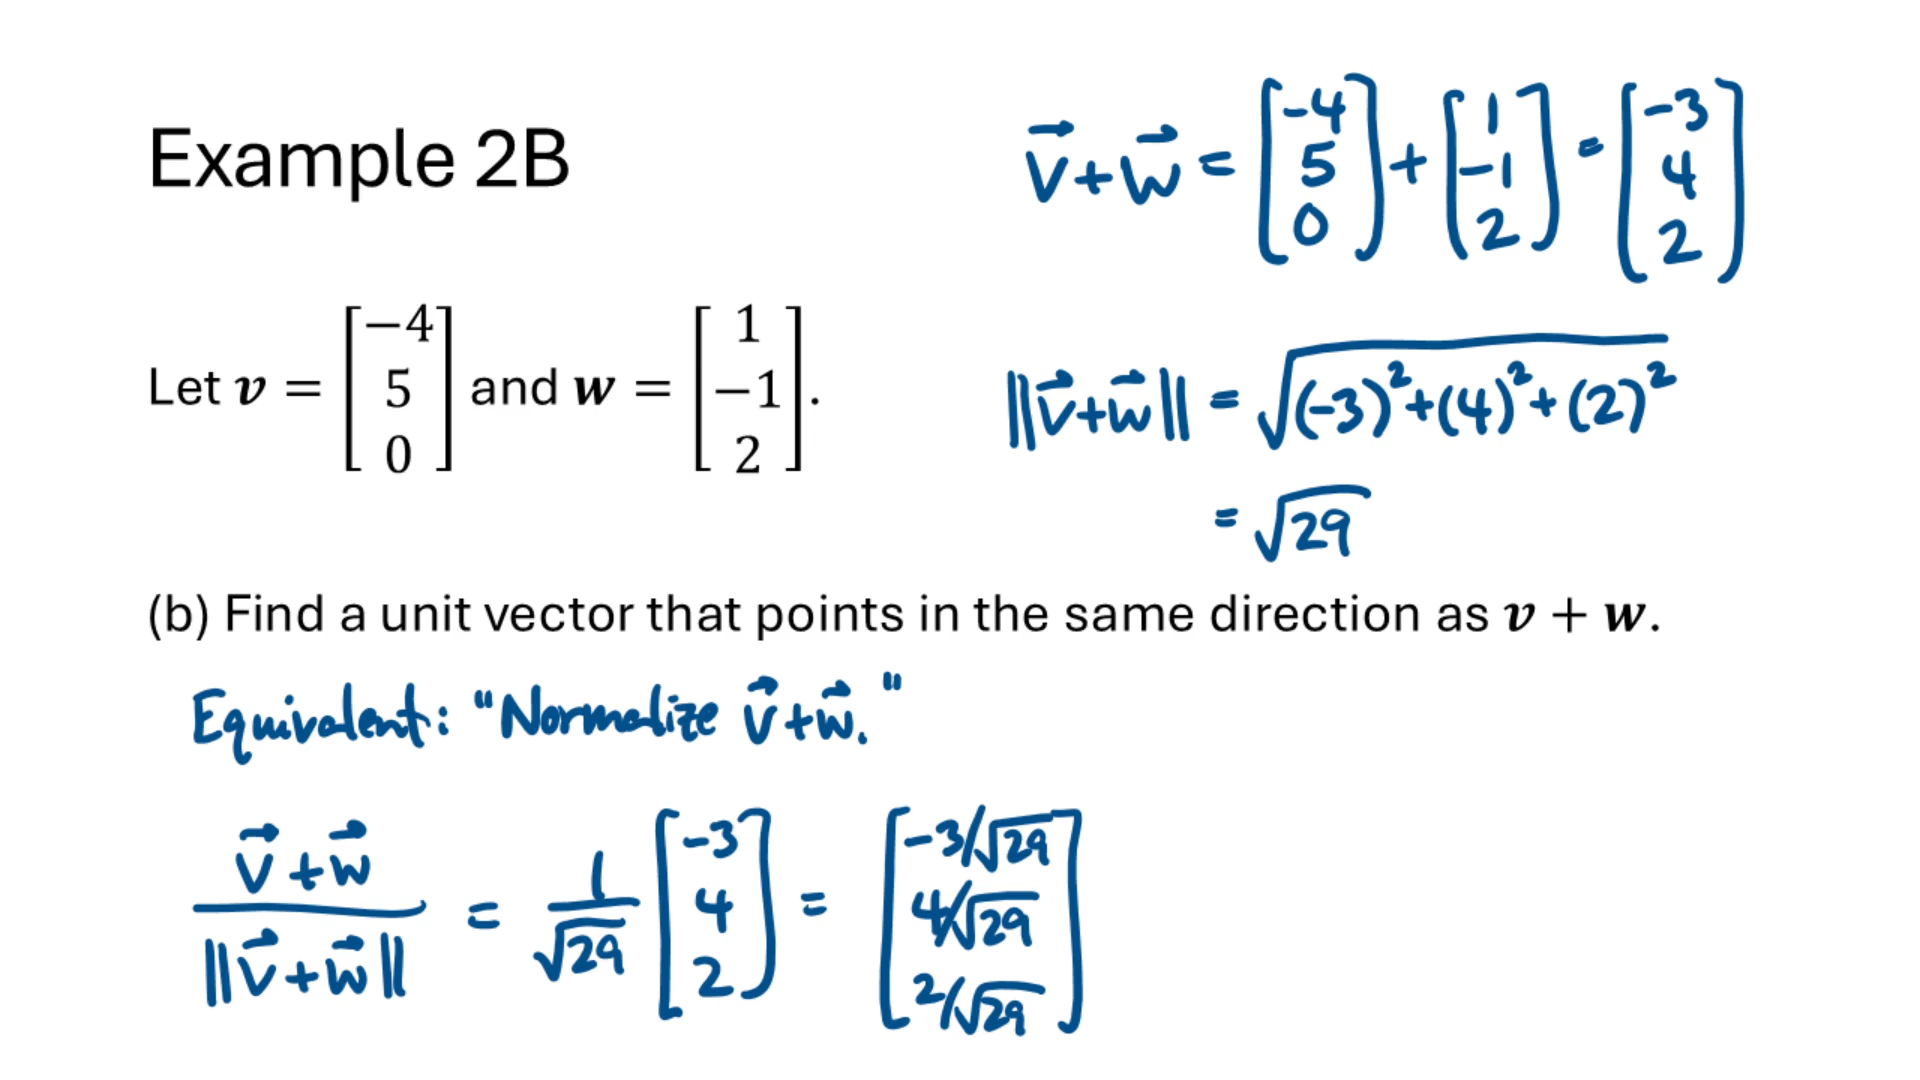 Example 2B
v⃗+w⃗ = [-4 5 0] + [1 -1 2] = [-3 4 2]
Let v = [−4 5 0] and w = [1 −1 2].
‖v⃗+w⃗‖ = √((-3)²+(4)²+(2)²)
= √29
(b) Find a unit vector that points in the same direction as v + w.
Equivalent: "Normalize v⃗+w⃗."
(v⃗+w⃗)/‖v⃗+w⃗‖ = 1/√29 [-3 4 2] = [-3/√29 4/√29 2/√29]